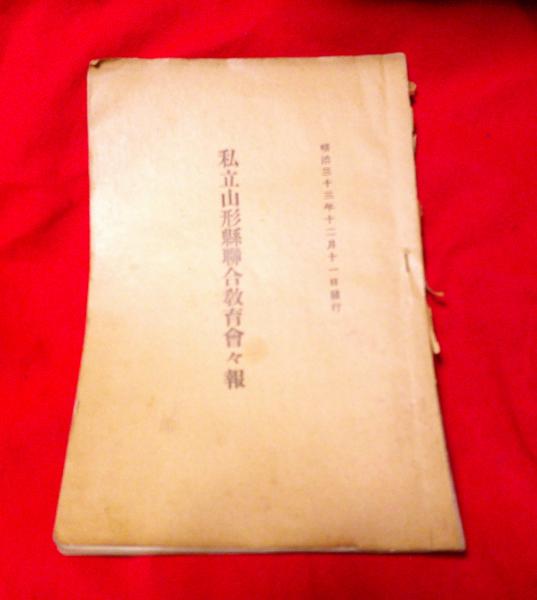 明治三十三年十二月十一日發行
私立山形縣聯合教育會々報